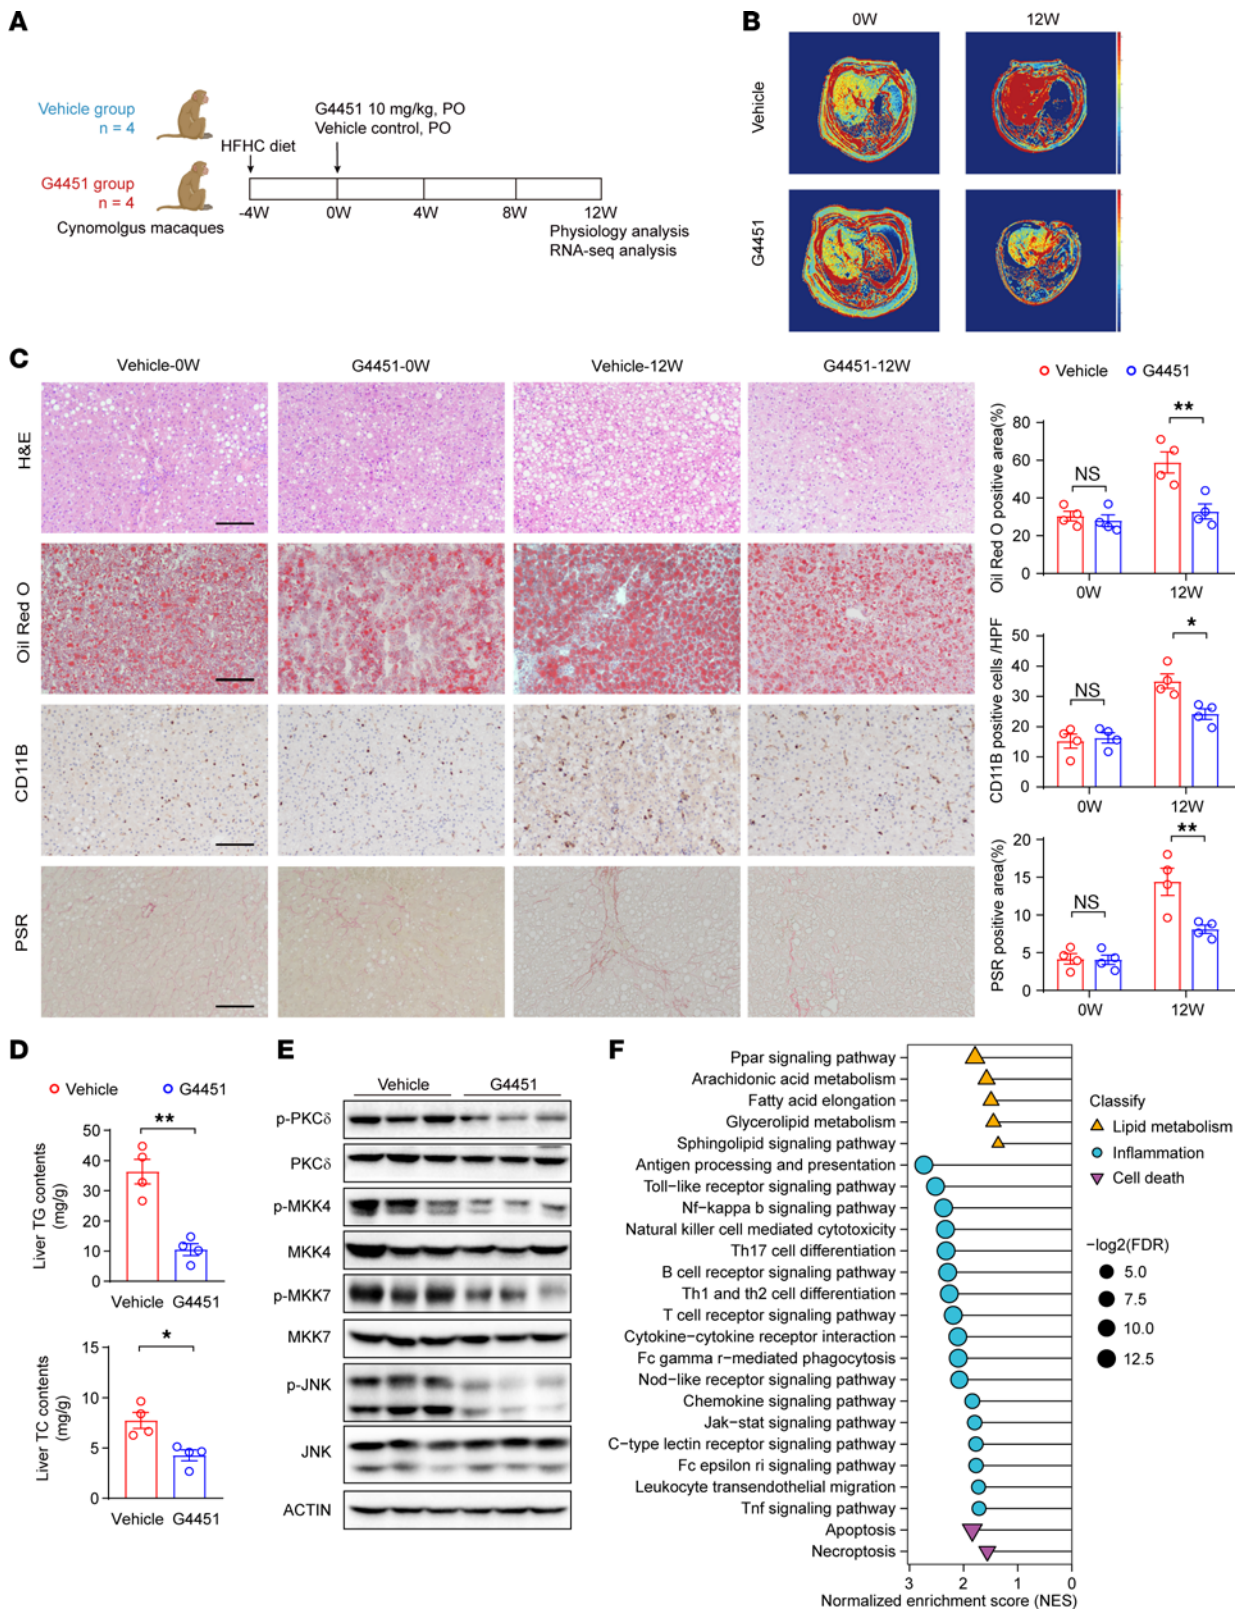 A
Vehicle group
n = 4
G4451 group
n = 4
Cynomolgus macaques
HFHC diet
G4451 10 mg/kg, PO
Vehicle control, PO
-4W
0W
4W
8W
12W
Physiology analysis
RNA-seq analysis
B
0W
12W
Vehicle
G4451
C
Vehicle-0W
G4451-0W
Vehicle-12W
G4451-12W
H&E
Oil Red O
CD11B
PSR
Vehicle
G4451
Oil Red O positive area(%)
80
60
40
20
0
NS
**
0W
12W
CD11B positive cells /HPF
50
40
30
20
10
0
NS
*
0W
12W
PSR positive area(%)
20
15
10
5
0
NS
**
0W
12W
D
Vehicle
G4451
Liver TG contents
(mg/g)
50
40
30
20
10
0
**
Vehicle
G4451
Liver TC contents
(mg/g)
15
10
5
0
*
Vehicle
G4451
E
Vehicle
G4451
p-PKCδ
PKCδ
p-MKK4
MKK4
p-MKK7
MKK7
p-JNK
JNK
ACTIN
F
Ppar signaling pathway
Arachidonic acid metabolism
Fatty acid elongation
Glycerolipid metabolism
Sphingolipid signaling pathway
Antigen processing and presentation
Toll−like receptor signaling pathway
Nf−kappa b signaling pathway
Natural killer cell mediated cytotoxicity
Th17 cell differentiation
B cell receptor signaling pathway
Th1 and th2 cell differentiation
T cell receptor signaling pathway
Cytokine−cytokine receptor interaction
Fc gamma r−mediated phagocytosis
Nod−like receptor signaling pathway
Chemokine signaling pathway
Jak−stat signaling pathway
C−type lectin receptor signaling pathway
Fc epsilon ri signaling pathway
Leukocyte transendothelial migration
Tnf signaling pathway
Apoptosis
Necroptosis
3
2
1
0
Normalized enrichment score (NES)
Classify
Lipid metabolism
Inflammation
Cell death
−log2(FDR)
5.0
7.5
10.0
12.5